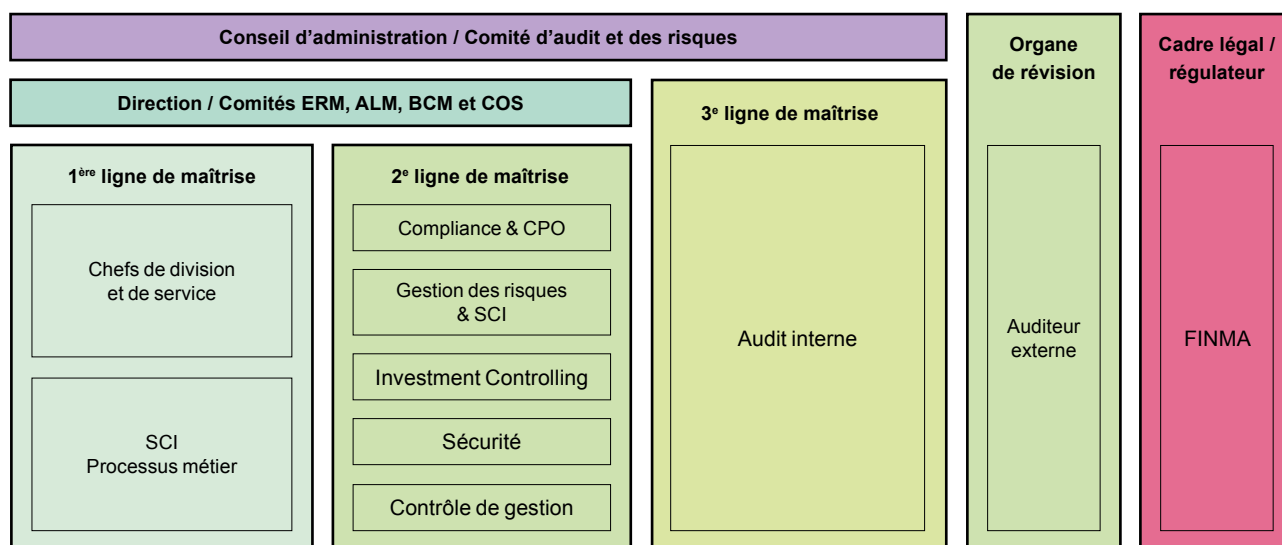 Conseil d’administration / Comité d’audit et des risques
Direction / Comités ERM, ALM, BCM et COS
1ère ligne de maîtrise
Chefs de division
et de service
SCI
Processus métier
2e ligne de maîtrise
Compliance & CPO
Gestion des risques
& SCI
Investment Controlling
Sécurité
Contrôle de gestion
3e ligne de maîtrise
Audit interne
Organe
de révision
Auditeur
externe
Cadre légal /
régulateur
FINMA